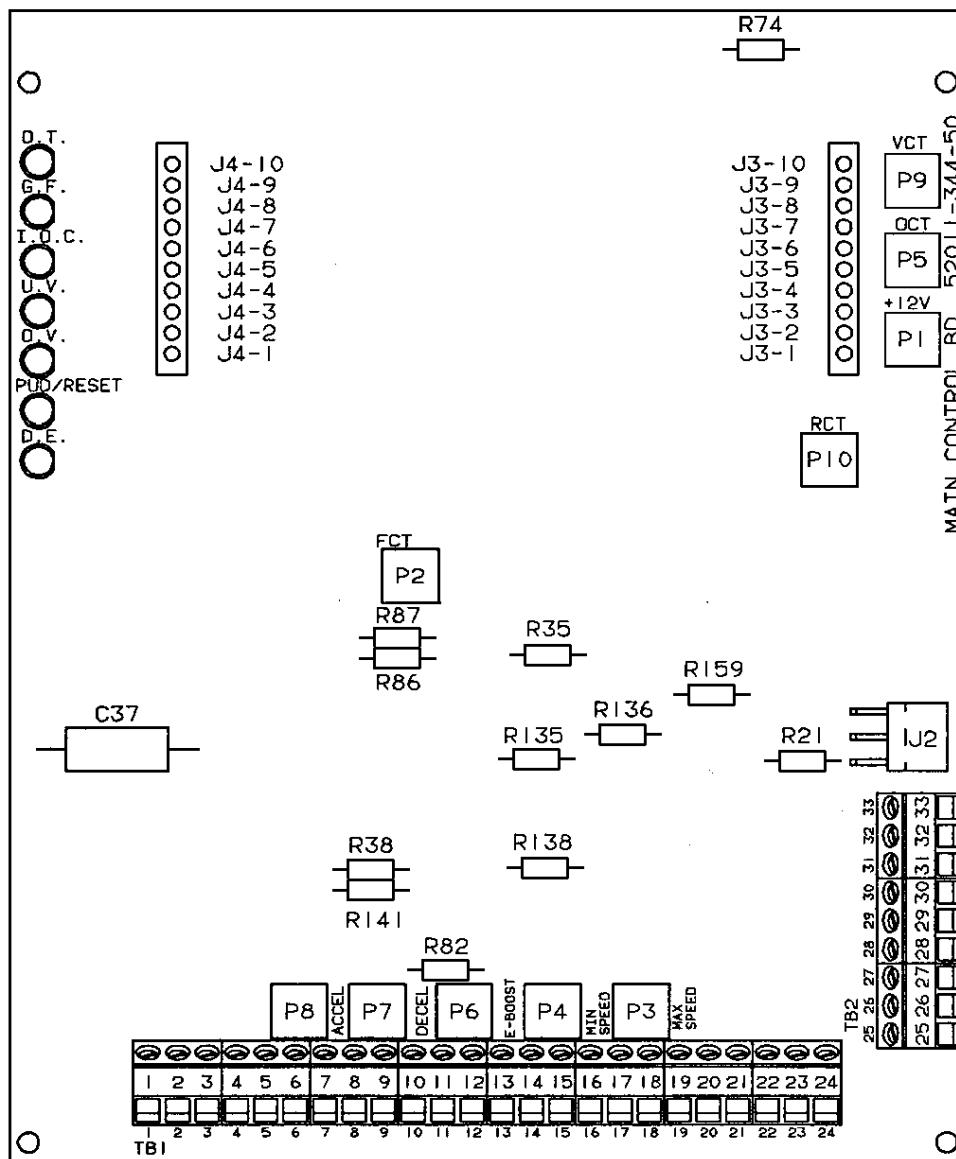 R74
O.T.
G.F.
I.O.C.
U.V.
O.V.
PUD/RESET
D.E.
J4-10
J4-9
J4-8
J4-7
J4-6
J4-5
J4-4
J4-3
J4-2
J4-1
J3-10
J3-9
J3-8
J3-7
J3-6
J3-5
J3-4
J3-3
J3-2
J3-1
VCT
P9
OCT
P5
+12V
P1
MAIN CONTROL BD 52011-344-50
RCT
P10
FCT
P2
R87
R86
R35
R159
C37
R136
R135
R21
J2
R38
R138
R141
R82
33 33
32 32
31 31
30 30
29 29
28 28
27 27
26 26
25 25
TB2
P8 ACCEL
P7 DECEL
P6 E-BOOST
P4 MIN SPEED
P3 MAX SPEED
1 2 3 4 5 6 7 8 9 10 11 12 13 14 15 16 17 18 19 20 21 22 23 24
1 2 3 4 5 6 7 8 9 10 11 12 13 14 15 16 17 18 19 20 21 22 23 24
TB1